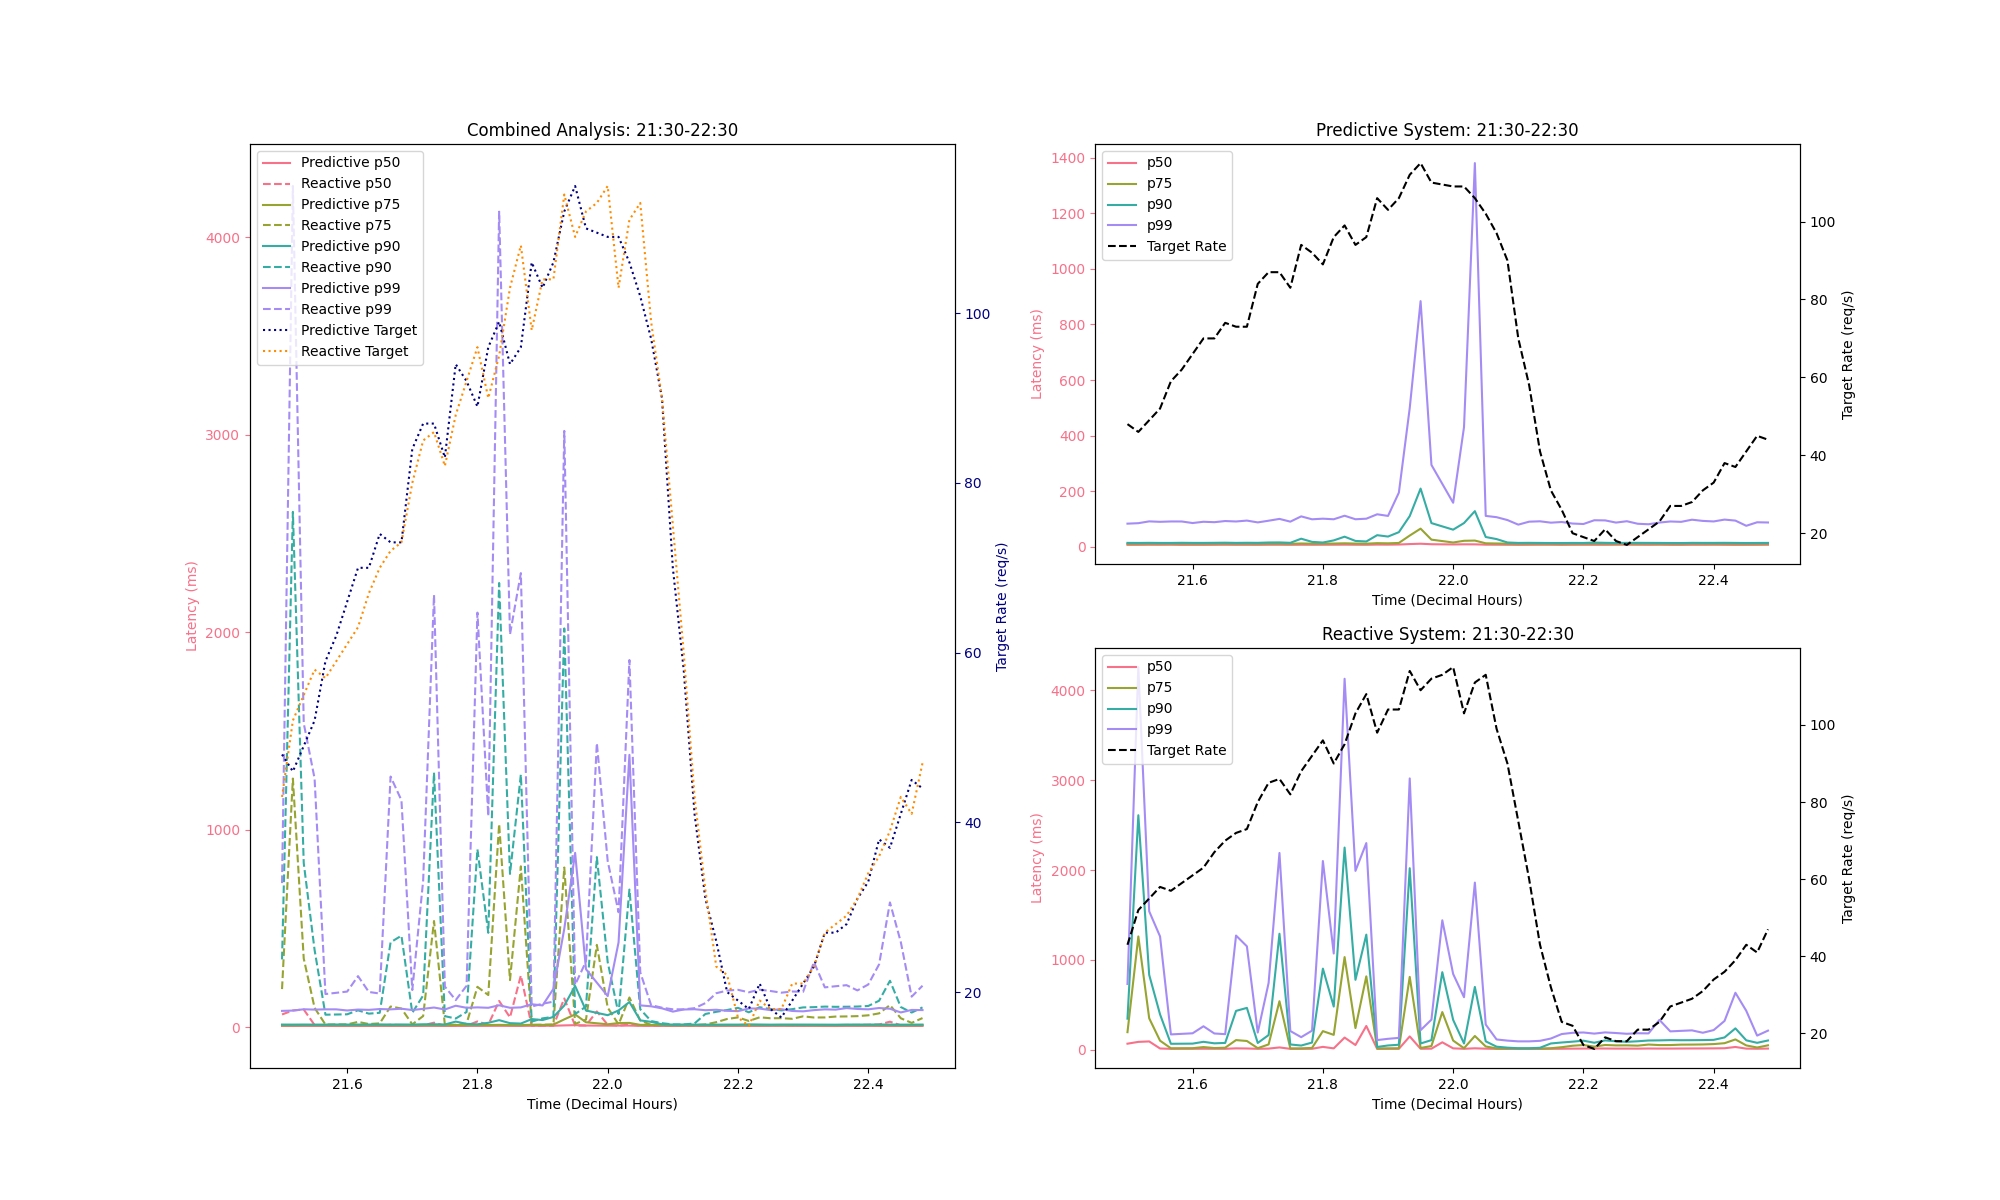 Combined Analysis: 21:30-22:30
Predictive p50
Reactive p50
Predictive p75
Reactive p75
Predictive p90
Reactive p90
Predictive p99
Reactive p99
Predictive Target
Reactive Target
Latency (ms)
4000
3000
2000
1000
0
100
80
60
40
20
Target Rate (req/s)
21.6 21.8 22.0 22.2 22.4
Time (Decimal Hours)
Predictive System: 21:30-22:30
p50
p75
p90
p99
Target Rate
Latency (ms)
1400
1200
1000
800
600
400
200
0
100
80
60
40
20
Target Rate (req/s)
21.6 21.8 22.0 22.2 22.4
Time (Decimal Hours)
Reactive System: 21:30-22:30
p50
p75
p90
p99
Target Rate
Latency (ms)
4000
3000
2000
1000
0
100
80
60
40
20
Target Rate (req/s)
21.6 21.8 22.0 22.2 22.4
Time (Decimal Hours)